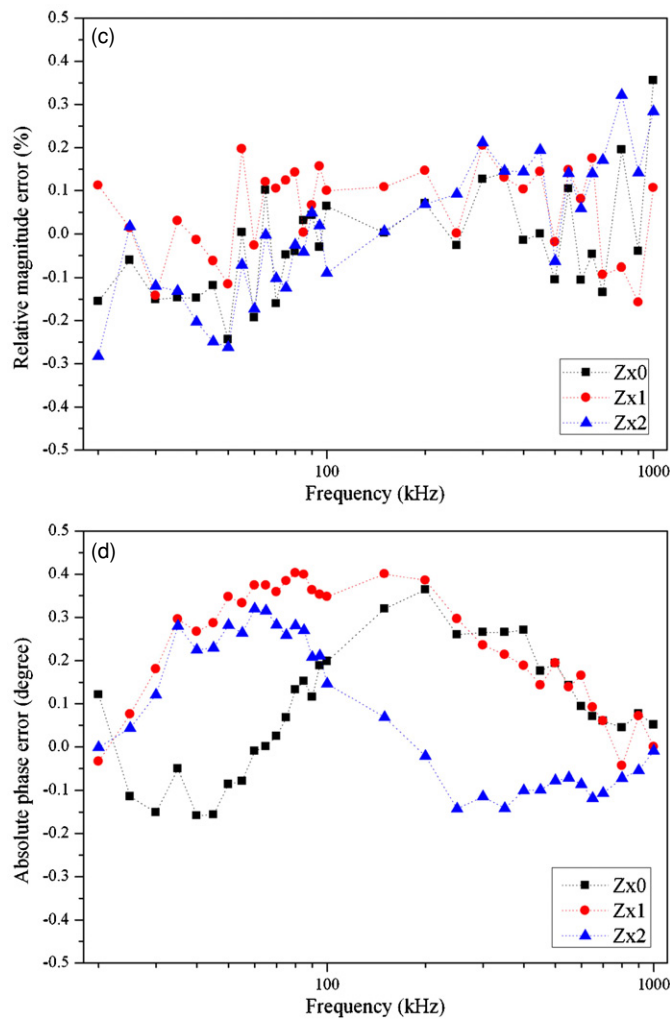 (c)
Relative magnitude error (%)
0.5
0.4
0.3
0.2
0.1
0.0
-0.1
-0.2
-0.3
-0.4
-0.5
Zx0
Zx1
Zx2
100
1000
Frequency (kHz)
(d)
Absolute phase error (degree)
0.5
0.4
0.3
0.2
0.1
0.0
-0.1
-0.2
-0.3
-0.4
-0.5
Zx0
Zx1
Zx2
100
1000
Frequency (kHz)